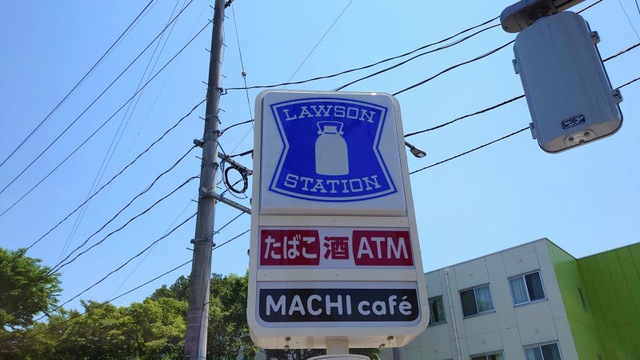 LAWSON
STATION
たばこ 酒 ATM
MACHI café